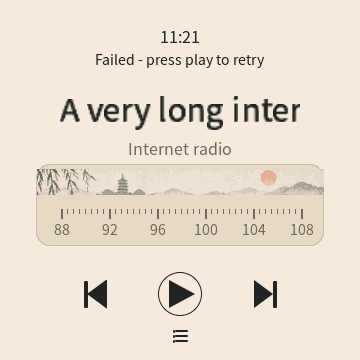 11:21
Failed - press play to retry
A very long inter
Internet radio
88 92 96 100 104 108